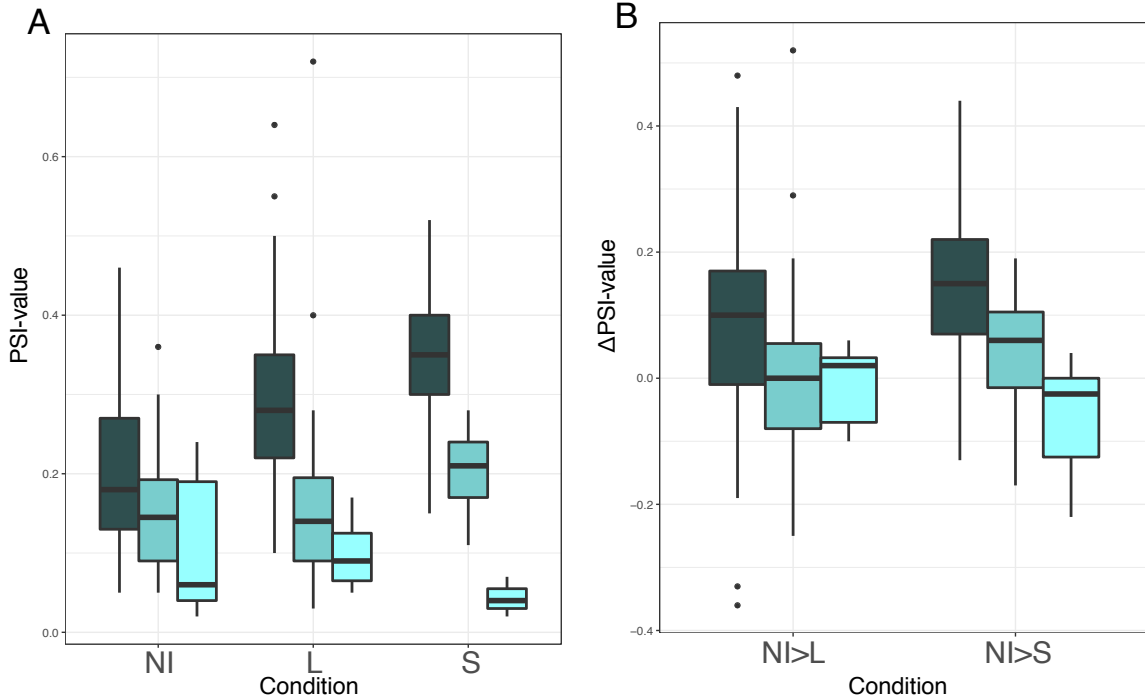 A
PSI-value
0.6
0.4
0.2
0.0
NI
L
S
Condition
B
ΔPSI-value
0.4
0.2
0.0
−0.2
−0.4
NI>L
NI>S
Condition